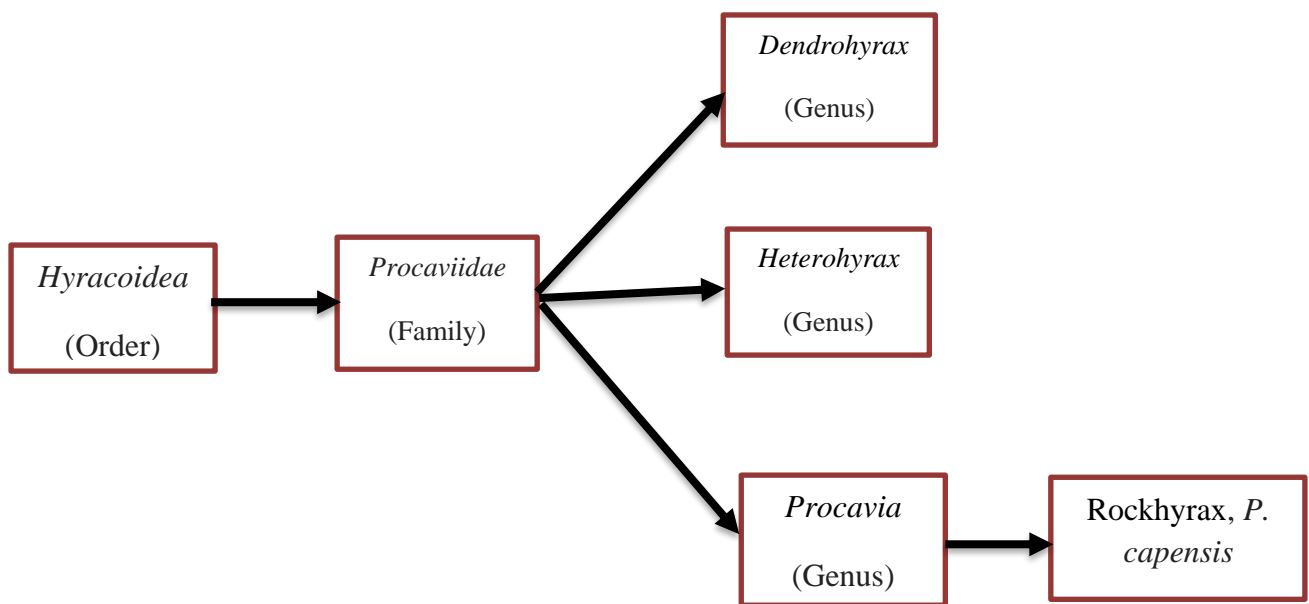 Hyracoidea
(Order)
Procaviidae
(Family)
Dendrohyrax
(Genus)
Heterohyrax
(Genus)
Procavia
(Genus)
Rockhyrax, P.
capensis